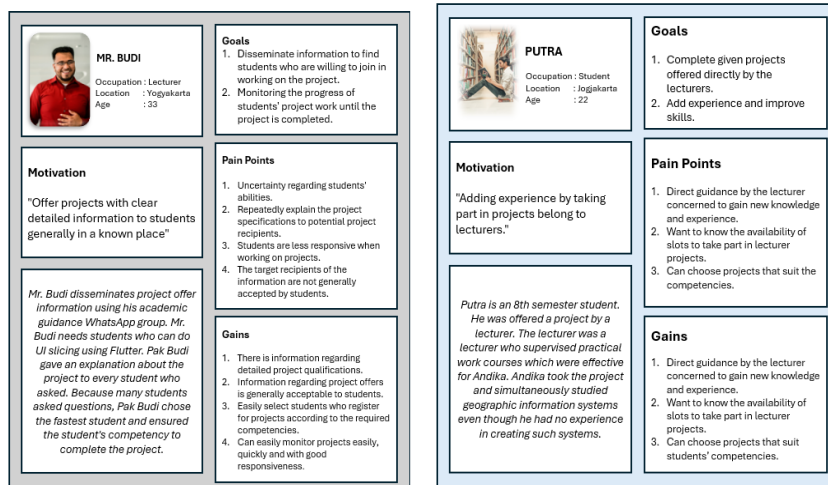 MR. BUDI
Occupation : Lecturer
Location : Yogyakarta
Age : 33
Motivation
"Offer projects with clear
detailed information to students
generally in a known place"
Mr. Budi disseminates project offer
information using his academic
guidance WhatsApp group. Mr.
Budi needs students who can do
UI slicing using Flutter. Pak Budi
gave an explanation about the
project to every student who
asked. Because many students
asked questions, Pak Budi chose
the fastest student and ensured
the student's competency to
complete the project.
Goals
1. Disseminate information to find
students who are willing to join in
working on the project.
2. Monitoring the progress of
students' project work until the
project is completed.
Pain Points
1. Uncertainty regarding students'
abilities.
2. Repeatedly explain the project
specifications to potential project
recipients.
3. Students are less responsive when
working on projects.
4. The target recipients of the
information are not generally
accepted by students.
Gains
1. There is information regarding
detailed project qualifications.
2. Information regarding project offers
is generally acceptable to students.
3. Easily select students who register
for projects according to the required
competencies.
4. Can easily monitor projects easily,
quickly and with good
responsiveness.
PUTRA
Occupation : Student
Location : Jogjakarta
Age : 22
Motivation
"Adding experience by taking
part in projects belong to
lecturers."
Putra is an 8th semester student.
He was offered a project by a
lecturer. The lecturer was a
lecturer who supervised practical
work courses which were effective
for Andika. Andika took the project
and simultaneously studied
geographic information systems
even though he had no experience
in creating such systems.
Goals
1. Complete given projects
offered directly by the
lecturers.
2. Add experience and improve
skills.
Pain Points
1. Direct guidance by the lecturer
concerned to gain new knowledge
and experience.
2. Want to know the availability of
slots to take part in lecturer
projects.
3. Can choose projects that suit the
competencies.
Gains
1. Direct guidance by the lecturer
concerned to gain new knowledge
and experience.
2. Want to know the availability of
slots to take part in lecturer
projects.
3. Can choose projects that suit
students' competencies.